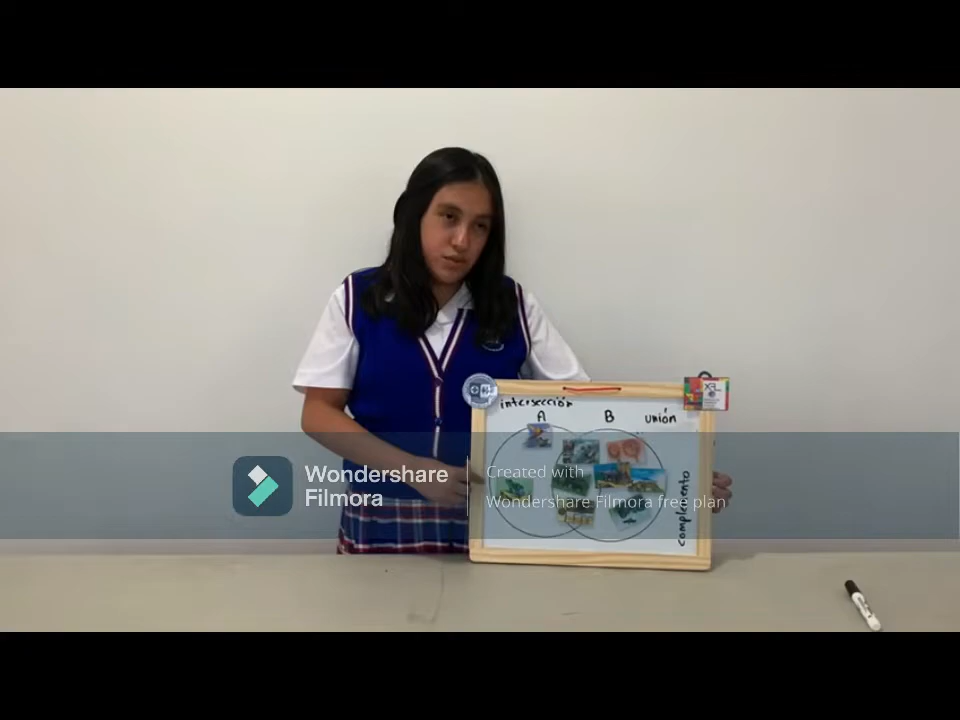 intersección
A B unión
complemento
Wondershare
Filmora
Created with
Wondershare Filmora free plan